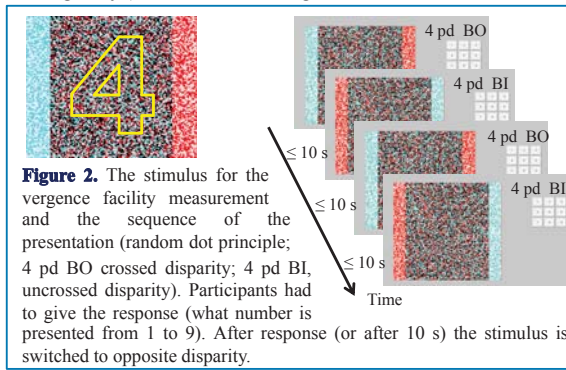 4
4 pd BO
4 pd BI
4 pd BO
4 pd BI
≤ 10 s
≤ 10 s
≤ 10 s
Time
Figure 2. The stimulus for the
vergence facility measurement
and the sequence of the
presentation (random dot principle;
4 pd BO crossed disparity; 4 pd BI,
uncrossed disparity). Participants had
to give the response (what number is
presented from 1 to 9). After response (or after 10 s) the stimulus is
switched to opposite disparity.